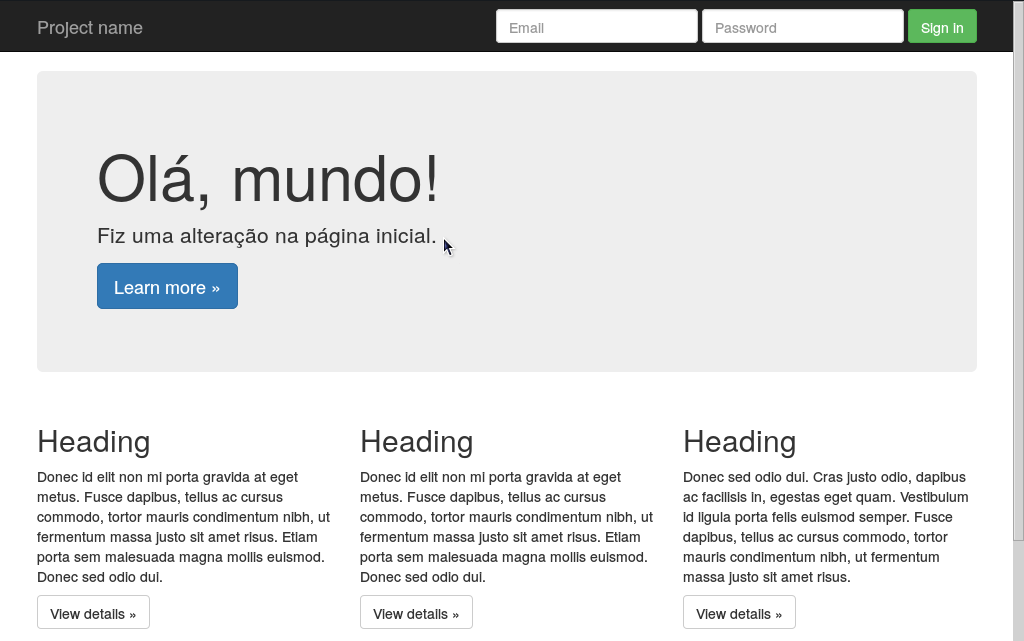 Project name
Email
Password
Sign in
Olá, mundo!
Fiz uma alteração na página inicial.
Learn more »
Heading
Donec id elit non mi porta gravida at eget
metus. Fusce dapibus, tellus ac cursus
commodo, tortor mauris condimentum nibh, ut
fermentum massa justo sit amet risus. Etiam
porta sem malesuada magna mollis euismod.
Donec sed odio dui.
View details »
Heading
Donec id elit non mi porta gravida at eget
metus. Fusce dapibus, tellus ac cursus
commodo, tortor mauris condimentum nibh, ut
fermentum massa justo sit amet risus. Etiam
porta sem malesuada magna mollis euismod.
Donec sed odio dui.
View details »
Heading
Donec sed odio dui. Cras justo odio, dapibus
ac facilisis in, egestas eget quam. Vestibulum
id ligula porta felis euismod semper. Fusce
dapibus, tellus ac cursus commodo, tortor
mauris condimentum nibh, ut fermentum
massa justo sit amet risus.
View details »